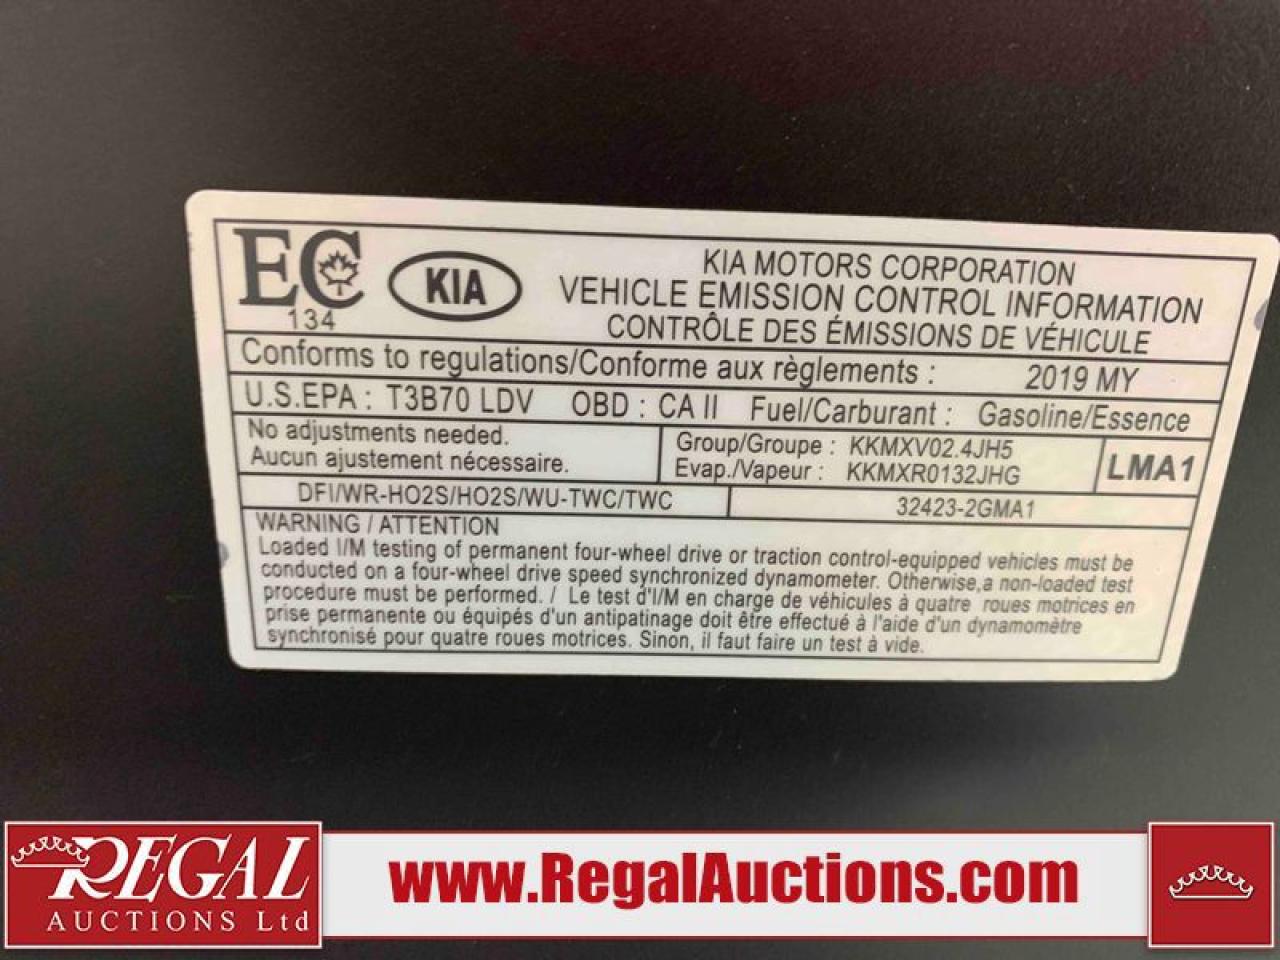 EC
134
KIA
KIA MOTORS CORPORATION
VEHICLE EMISSION CONTROL INFORMATION
CONTRÔLE DES ÉMISSIONS DE VÉHICULE
Conforms to regulations/Conforme aux règlements : 2019 MY
U.S.EPA : T3B70 LDV OBD : CA II Fuel/Carburant : Gasoline/Essence
No adjustments needed.
Aucun ajustement nécessaire.
Group/Groupe : KKMXV02.4JH5
Evap./Vapeur : KKMXR0132JHG
LMA1
DFI/WR-HO2S/HO2S/WU-TWC/TWC
32423-2GMA1
WARNING / ATTENTION
Loaded I/M testing of permanent four-wheel drive or traction control-equipped vehicles must be
conducted on a four-wheel drive speed synchronized dynamometer. Otherwise,a non-loaded test
procedure must be performed. / Le test d'I/M en charge de véhicules à quatre roues motrices en
prise permanente ou équipés d'un antipatinage doit être effectué à l'aide d'un dynamomètre
synchronisé pour quatre roues motrices. Sinon, il faut faire un test à vide.
REGAL
AUCTIONS Ltd
www.RegalAuctions.com